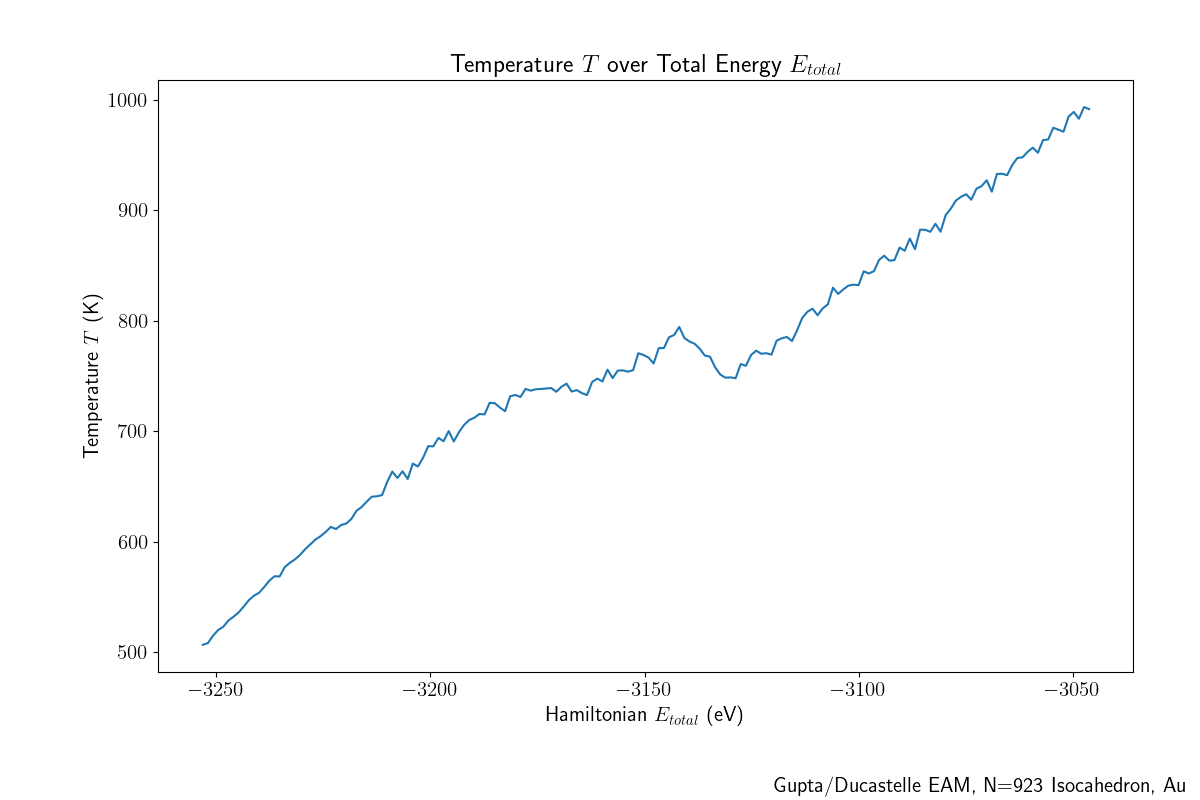 Temperature T over Total Energy E_total
1000
900
800
700
600
500
Temperature T (K)
−3250 −3200 −3150 −3100 −3050
Hamiltonian E_total (eV)
Gupta/Ducastelle EAM, N=923 Isocahedron, Au